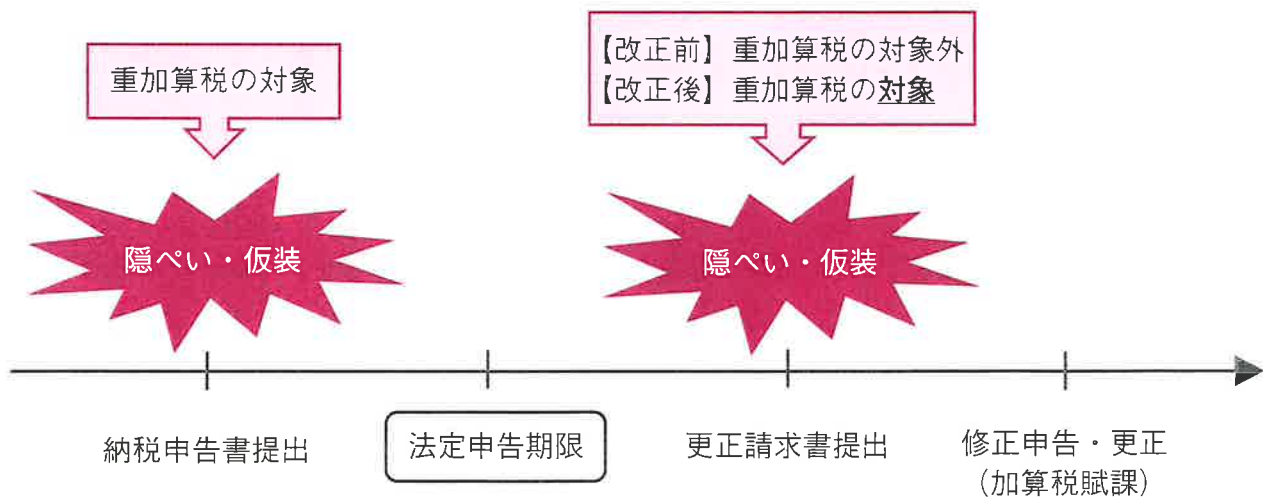 重加算税の対象
【改正前】重加算税の対象外
【改正後】重加算税の対象
隠ぺい・仮装
隠ぺい・仮装
納税申告書提出
法定申告期限
更正請求書提出
修正申告・更正
(加算税賦課)